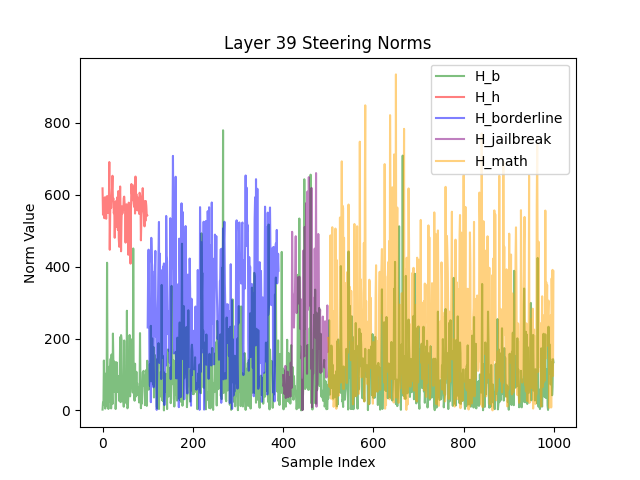 Layer 39 Steering Norms
H_b
H_h
H_borderline
H_jailbreak
H_math
Norm Value
800
600
400
200
0
0
200
400
600
800
1000
Sample Index